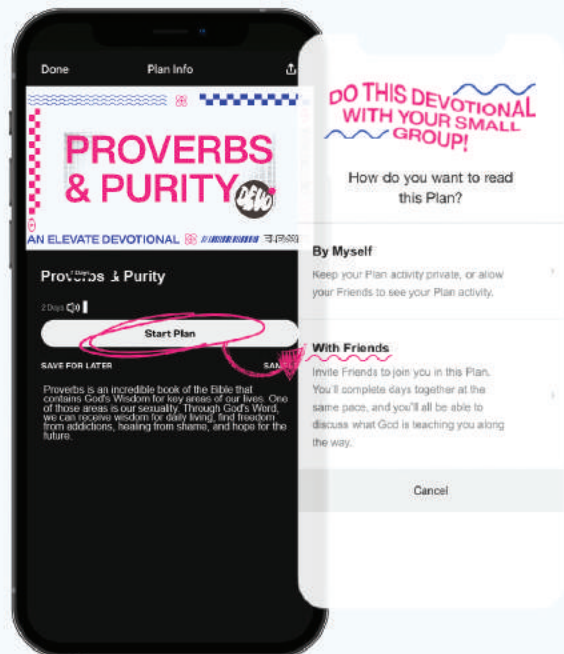 Done
Plan Info
PROVERBS
& PURITY
DEVO
AN ELEVATE DEVOTIONAL
Proverbs & Purity
2 Days
Start Plan
SAVE FOR LATER
Proverbs is an incredible book of the Bible that
contains God's Wisdom for key areas of our lives. One
of those areas is our sexuality. Through God's Word,
we can receive wisdom for daily living, find freedom
from addictions, healing from shame, and hope for the
future.
DO THIS DEVOTIONAL
WITH YOUR SMALL
GROUP!
How do you want to read
this Plan?
By Myself
Keep your Plan activity private, or allow
your Friends to see your Plan activity.
With Friends
Invite Friends to join you in this Plan.
You'll complete days together at the
same pace, and you'll all be able to
discuss what God is teaching you along
the way.
Cancel